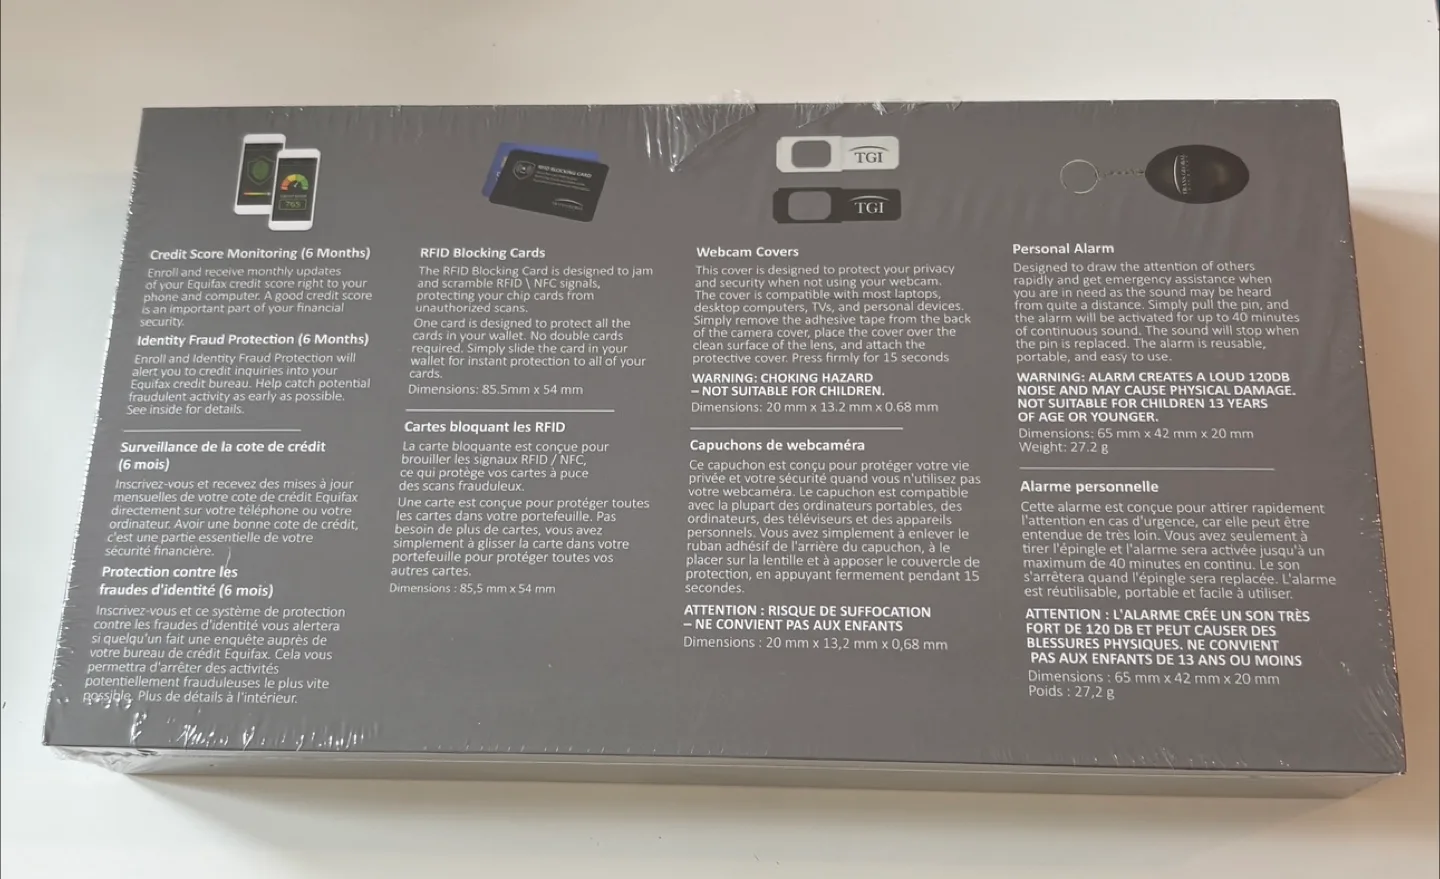 765
RFID BLOCKING CARD
TGI
TGI
Credit Score Monitoring (6 Months)
Enroll and receive monthly updates
of your Equifax credit score right to your
phone and computer. A good credit score
is an important part of your financial
security.
Identity Fraud Protection (6 Months)
Enroll and Identity Fraud Protection will
alert you to credit inquiries into your
Equifax credit bureau. Help catch potential
fraudulent activity as early as possible.
See inside for details.
Surveillance de la cote de crédit
(6 mois)
Inscrivez-vous et recevez des mises à jour
mensuelles de votre cote de crédit Equifax
directement sur votre téléphone ou votre
ordinateur. Avoir une bonne cote de crédit,
c'est une partie essentielle de votre
sécurité financière.
Protection contre les
fraudes d'identité (6 mois)
Inscrivez-vous et ce système de protection
contre les fraudes d'identité vous alertera
si quelqu'un fait une enquête auprès de
votre bureau de crédit Equifax. Cela vous
permettra d'arrêter des activités
potentiellement frauduleuses le plus vite
possible. Plus de détails à l'intérieur.
RFID Blocking Cards
The RFID Blocking Card is designed to jam
and scramble RFID \ NFC signals,
protecting your chip cards from
unauthorized scans.
One card is designed to protect all the
cards in your wallet. No double cards
required. Simply slide the card in your
wallet for instant protection to all of your
cards.
Dimensions: 85.5mm x 54 mm
Cartes bloquant les RFID
La carte bloquante est conçue pour
brouiller les signaux RFID / NFC,
ce qui protège vos cartes à puce
des scans frauduleux.
Une carte est conçue pour protéger toutes
les cartes dans votre portefeuille. Pas
besoin de plus de cartes, vous avez
simplement à glisser la carte dans votre
portefeuille pour protéger toutes vos
autres cartes.
Dimensions : 85,5 mm x 54 mm
Webcam Covers
This cover is designed to protect your privacy
and security when not using your webcam.
The cover is compatible with most laptops,
desktop computers, TVs, and personal devices.
Simply remove the adhesive tape from the back
of the camera cover, place the cover over the
clean surface of the lens, and attach the
protective cover. Press firmly for 15 seconds
WARNING: CHOKING HAZARD
– NOT SUITABLE FOR CHILDREN.
Dimensions: 20 mm x 13.2 mm x 0.68 mm
Capuchons de webcaméra
Ce capuchon est conçu pour protéger votre vie
privée et votre sécurité quand vous n'utilisez pas
votre webcaméra. Le capuchon est compatible
avec la plupart des ordinateurs portables, des
ordinateurs, des téléviseurs et des appareils
personnels. Vous avez simplement à enlever le
ruban adhésif de l'arrière du capuchon, à le
placer sur la lentille et à apposer le couvercle de
protection, en appuyant fermement pendant 15
secondes.
ATTENTION : RISQUE DE SUFFOCATION
– NE CONVIENT PAS AUX ENFANTS
Dimensions : 20 mm x 13,2 mm x 0,68 mm
Personal Alarm
Designed to draw the attention of others
rapidly and get emergency assistance when
you are in need as the sound may be heard
from quite a distance. Simply pull the pin, and
the alarm will be activated for up to 40 minutes
of continuous sound. The sound will stop when
the pin is replaced. The alarm is reusable,
portable, and easy to use.
WARNING: ALARM CREATES A LOUD 120DB
NOISE AND MAY CAUSE PHYSICAL DAMAGE.
NOT SUITABLE FOR CHILDREN 13 YEARS
OF AGE OR YOUNGER.
Dimensions: 65 mm x 42 mm x 20 mm
Weight: 27.2 g
Alarme personnelle
Cette alarme est conçue pour attirer rapidement
l'attention en cas d'urgence, car elle peut être
entendue de très loin. Vous avez seulement à
tirer l'épingle et l'alarme sera activée jusqu'à un
maximum de 40 minutes en continu. Le son
s'arrêtera quand l'épingle sera replacée. L'alarme
est réutilisable, portable et facile à utiliser.
ATTENTION : L'ALARME CRÉE UN SON TRÈS
FORT DE 120 DB ET PEUT CAUSER DES
BLESSURES PHYSIQUES. NE CONVIENT
PAS AUX ENFANTS DE 13 ANS OU MOINS
Dimensions : 65 mm x 42 mm x 20 mm
Poids : 27,2 g